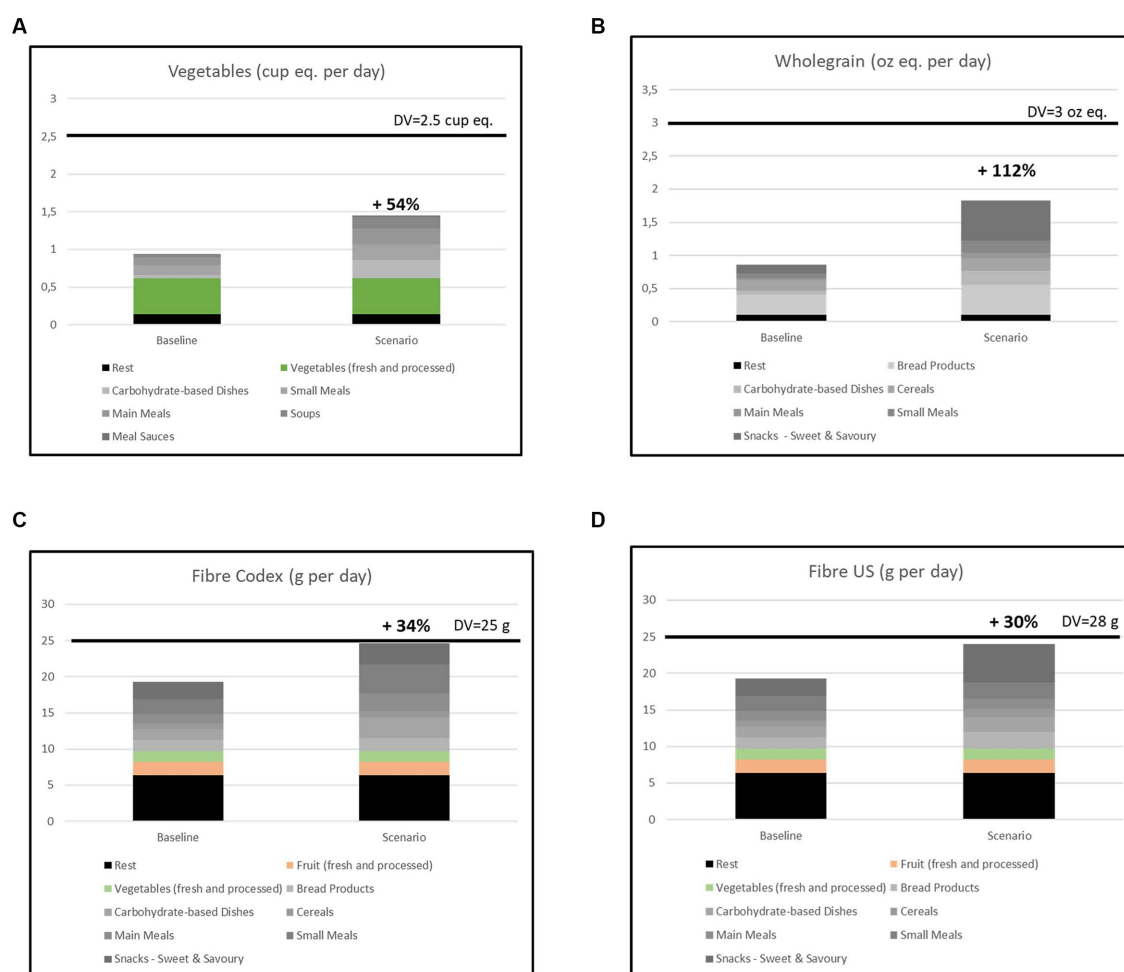 A
Vegetables (cup eq. per day)
3
DV=2.5 cup eq.
2,5
2
+ 54%
1,5
1
0,5
0
Baseline
Scenario
Rest
Vegetables (fresh and processed)
Carbohydrate-based Dishes
Small Meals
Main Meals
Soups
Meal Sauces
B
Wholegrain (oz eq. per day)
3,5
DV=3 oz eq.
3
2,5
+ 112%
2
1,5
1
0,5
0
Baseline
Scenario
Rest
Bread Products
Carbohydrate-based Dishes
Cereals
Main Meals
Small Meals
Snacks - Sweet & Savoury
C
Fibre Codex (g per day)
30
+ 34%
DV=25 g
25
20
15
10
5
0
Baseline
Scenario
Rest
Fruit (fresh and processed)
Vegetables (fresh and processed)
Bread Products
Carbohydrate-based Dishes
Cereals
Main Meals
Small Meals
Snacks - Sweet & Savoury
D
Fibre US (g per day)
30
+ 30%
DV=28 g
25
20
15
10
5
0
Baseline
Scenario
Rest
Fruit (fresh and processed)
Vegetables (fresh and processed)
Bread Products
Carbohydrate-based Dishes
Cereals
Main Meals
Small Meals
Snacks - Sweet & Savoury